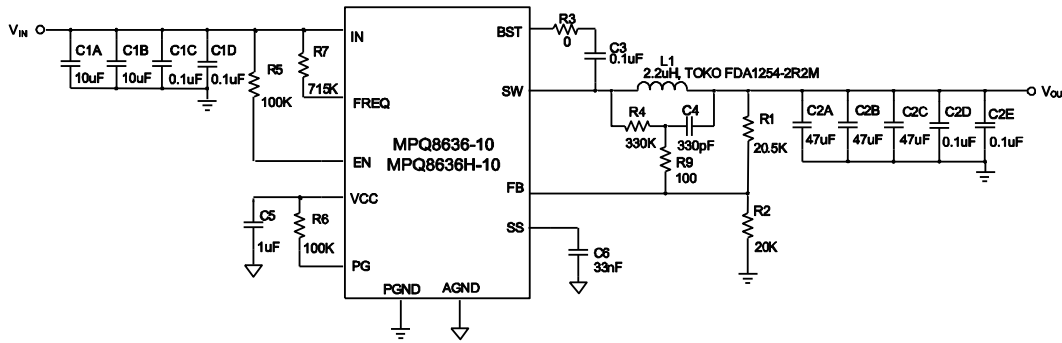 VIN
C1A
10uF
C1B
10uF
C1C
0.1uF
C1D
0.1uF
R5
100K
R7
715K
IN
FREQ
EN
VCC
PG
C5
1uF
R6
100K
MPQ8636-10
MPQ8636H-10
PGND
AGND
BST
SW
FB
SS
R3
0
C3
0.1uF
L1
2.2uH, TOKO FDA1254-2R2M
R4
330K
C4
330pF
R9
100
R1
20.5K
R2
20K
C6
33nF
C2A
47uF
C2B
47uF
C2C
47uF
C2D
0.1uF
C2E
0.1uF
VOU